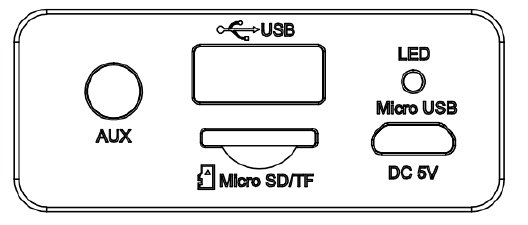 USB
LED
Micro USB
AUX
DC 5V
Micro SD/TF